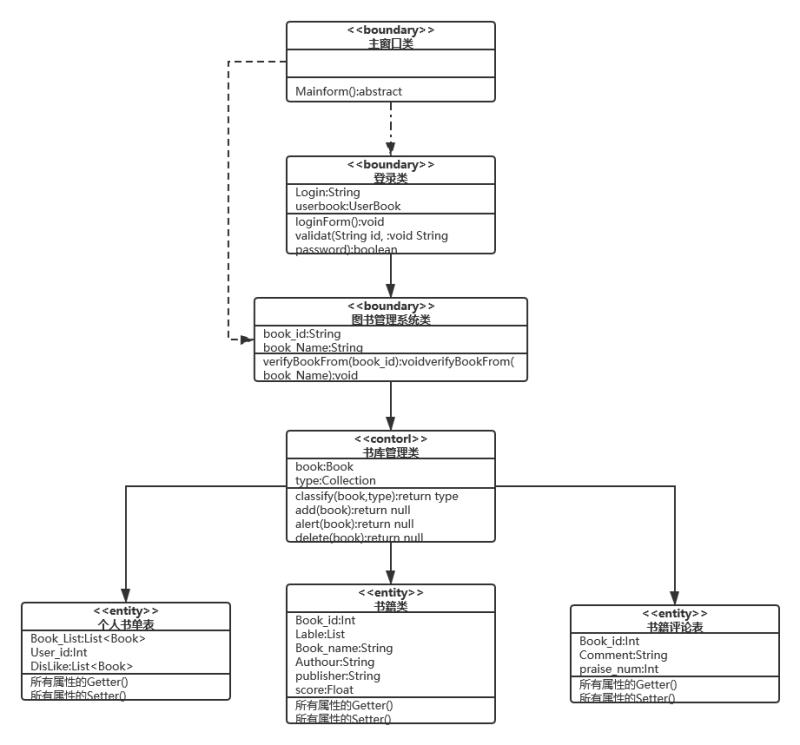 <<boundary>>
主窗口类
Mainform():abstract
<<boundary>>
登录类
Login:String
userbook:UserBook
loginForm():void
validat(String id, :void String
password):boolean
<<boundary>>
图书管理系统类
book_id:String
book_Name:String
verifyBookFrom(book_id):voidverifyBookFrom(
book_Name):void
<<contorl>>
书库管理类
book:Book
type:Collection
classify(book,type):return type
add(book):return null
alert(book):return null
delete(book):return null
<<entity>>
个人书单表
Book_List:List<Book>
User_id:Int
DisLike:List<Book>
所有属性的Getter()
所有属性的Setter()
<<entity>>
书籍类
Book_id:Int
Lable:List
Book_name:String
Authour:String
publisher:String
score:Float
所有属性的Getter()
所有属性的Setter()
<<entity>>
书籍评论表
Book_id:Int
Comment:String
praise_num:Int
所有属性的Getter()
所有属性的Setter()